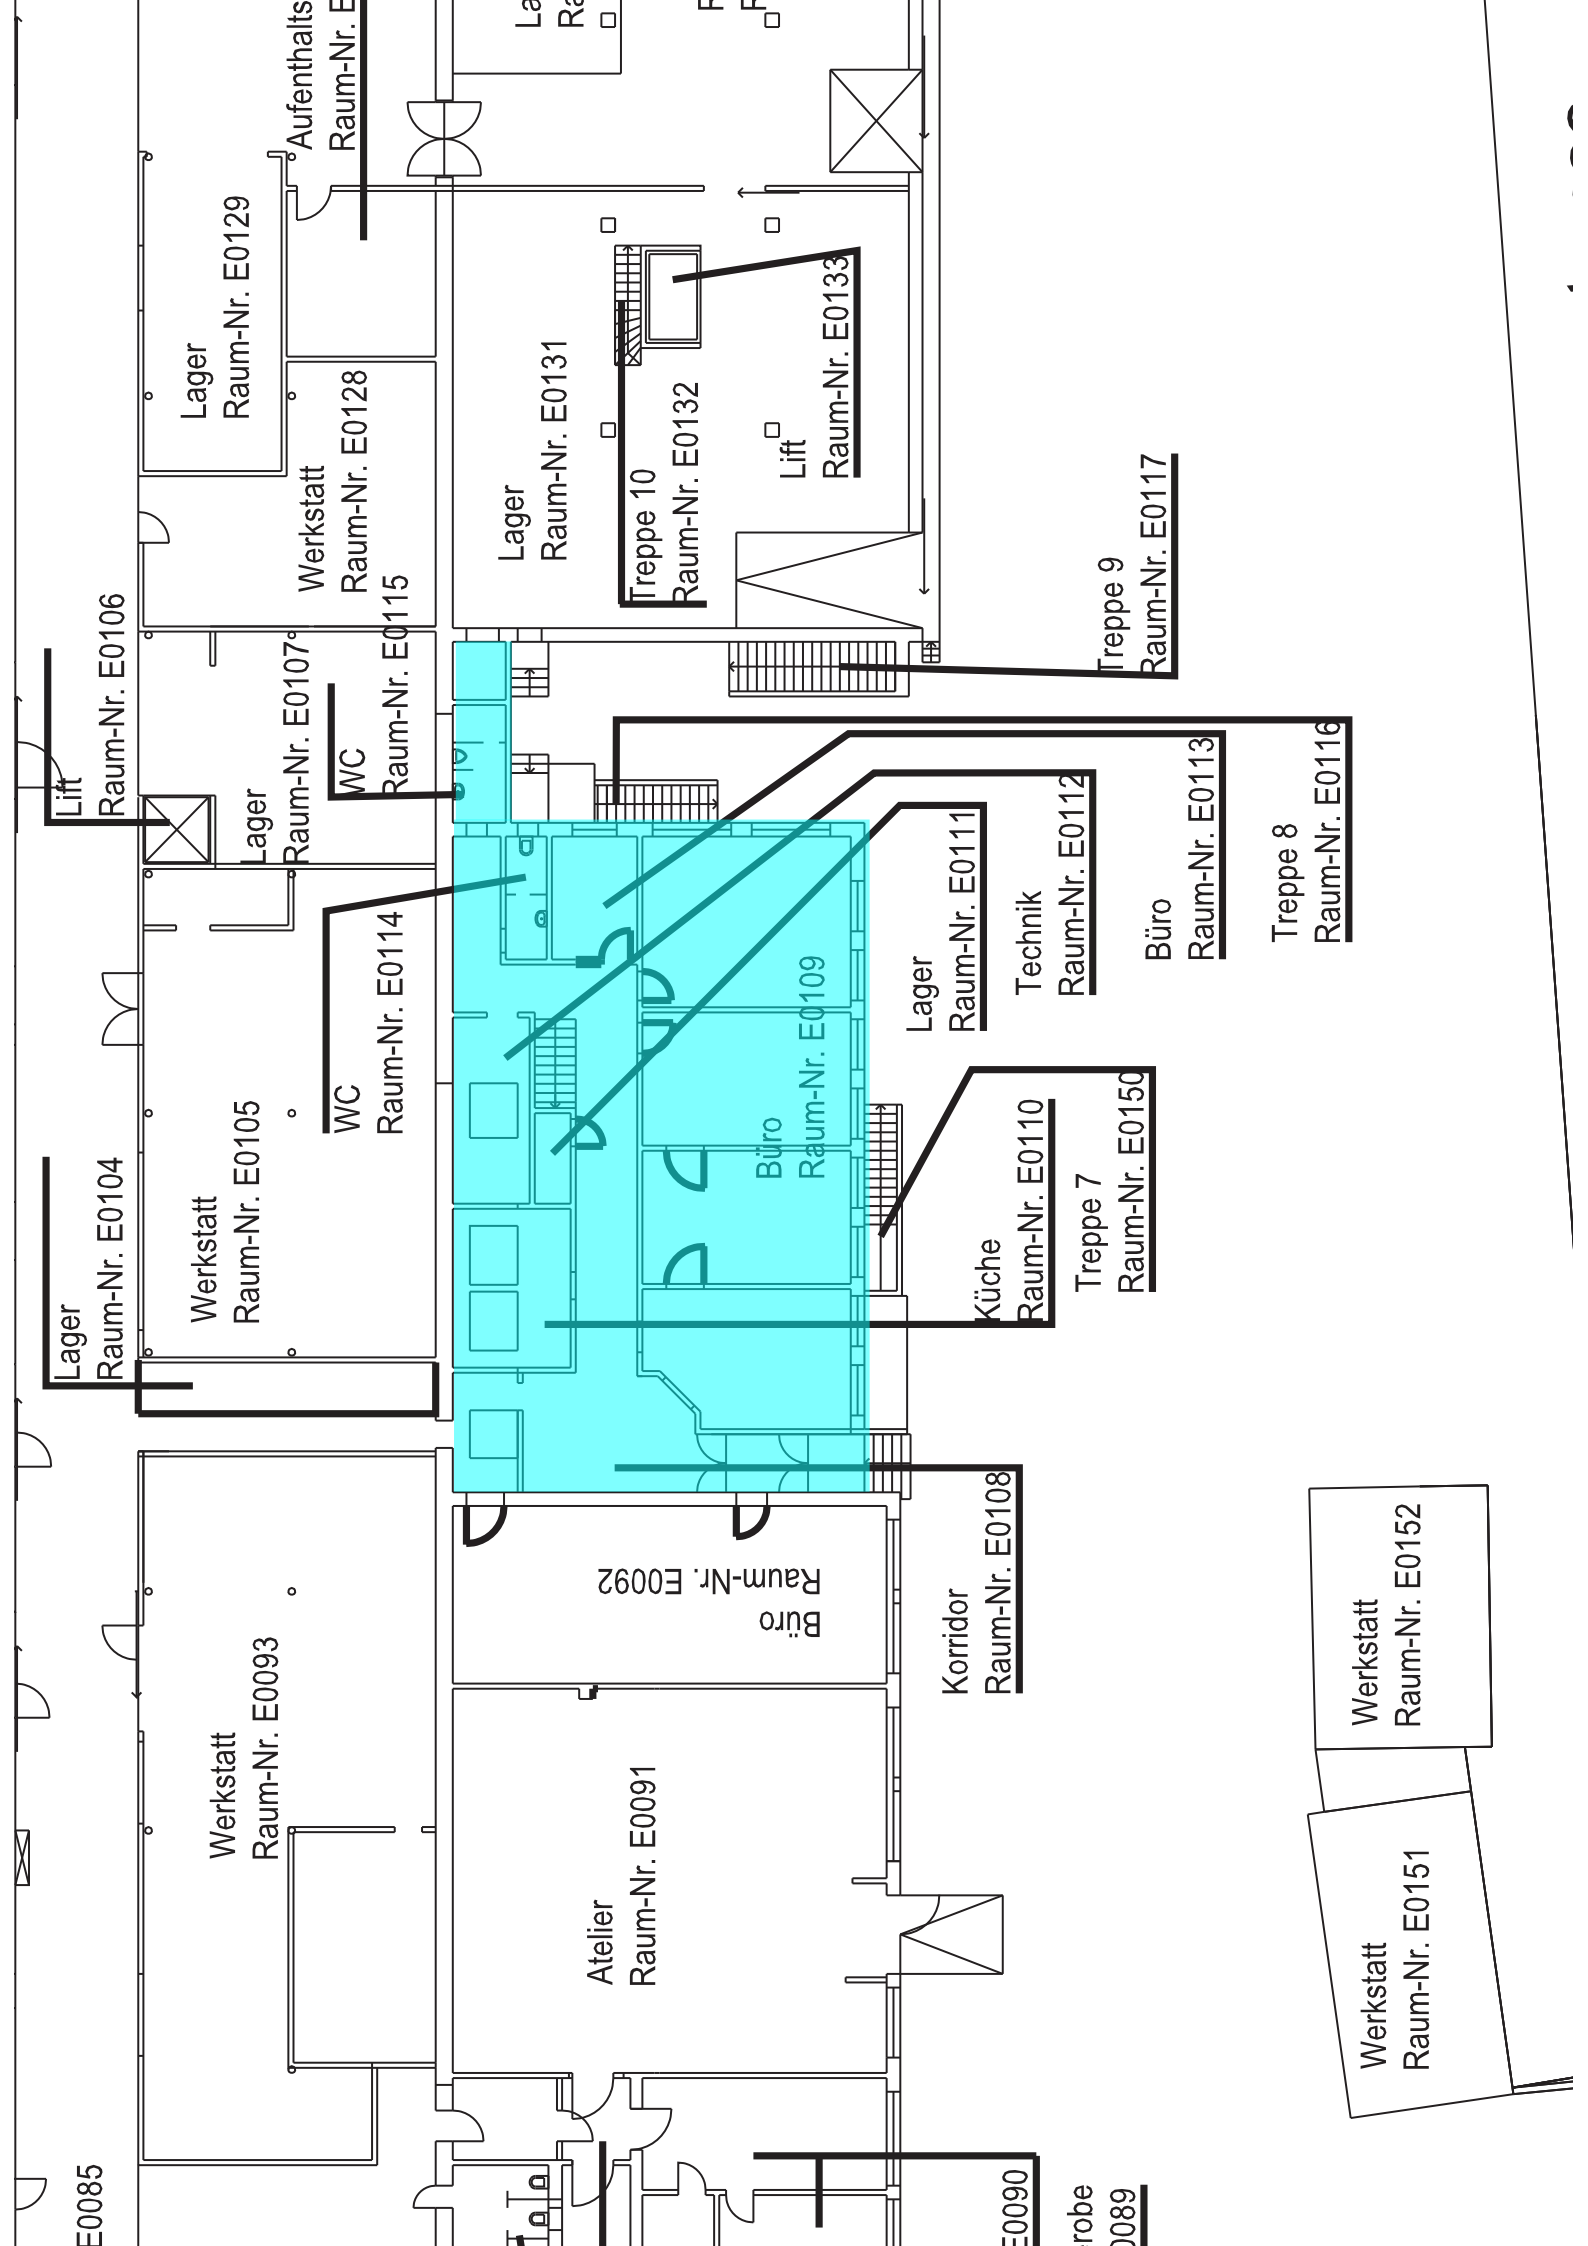 Aufenthalts
Raum-Nr. E
La
Ra
R
R
Lager
Raum-Nr. E0129
Werkstatt
Raum-Nr. E0128
Lager
Raum-Nr. E0131
Treppe 10
Raum-Nr. E0132
Lift
Raum-Nr. E0133
Treppe 9
Raum-Nr. E0117
Lift
Raum-Nr. E0106
Lager
Raum-Nr. E0107
WC
Raum-Nr. E0115
WC
Raum-Nr. E0114
Werkstatt
Raum-Nr. E0105
Lager
Raum-Nr. E0104
Büro
Raum-Nr. E0109
Lager
Raum-Nr. E0111
Technik
Raum-Nr. E0112
Büro
Raum-Nr. E0113
Treppe 8
Raum-Nr. E0116
Küche
Raum-Nr. E0110
Treppe 7
Raum-Nr. E0150
Korridor
Raum-Nr. E0108
Büro
Raum-Nr. E0092
Werkstatt
Raum-Nr. E0093
Atelier
Raum-Nr. E0091
Werkstatt
Raum-Nr. E0152
Werkstatt
Raum-Nr. E0151
E0085
E0090
robe
0089